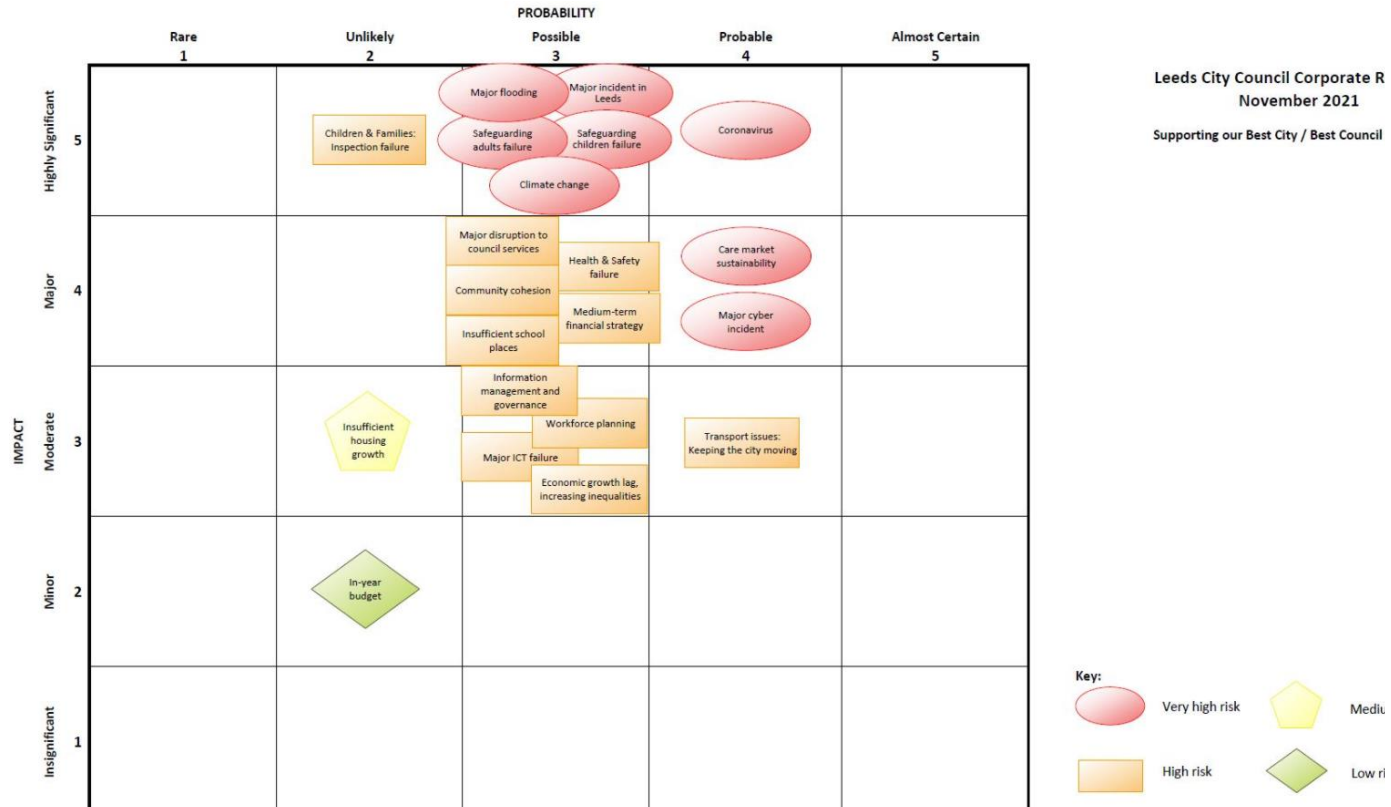 PROBABILITY
Rare
1
Unlikely
2
Possible
3
Probable
4
Almost Certain
5
Leeds City Council Corporate R
November 2021
Supporting our Best City / Best Council
IMPACT
Highly Significant
5
Children & Families:
Inspection failure
Major flooding
Major incident in
Leeds
Safeguarding
adults failure
Safeguarding
children failure
Climate change
Coronavirus
Major
4
Major disruption to
council services
Community cohesion
Insufficient school
places
Health & Safety
failure
Medium-term
financial strategy
Care market
sustainability
Major cyber
incident
Moderate
3
Insufficient
housing
growth
Information
management and
governance
Workforce planning
Major ICT failure
Economic growth lag,
increasing inequalities
Transport issues:
Keeping the city moving
Minor
2
In-year
budget
Insignificant
1
Key:
Very high risk
Mediu
High risk
Low ri